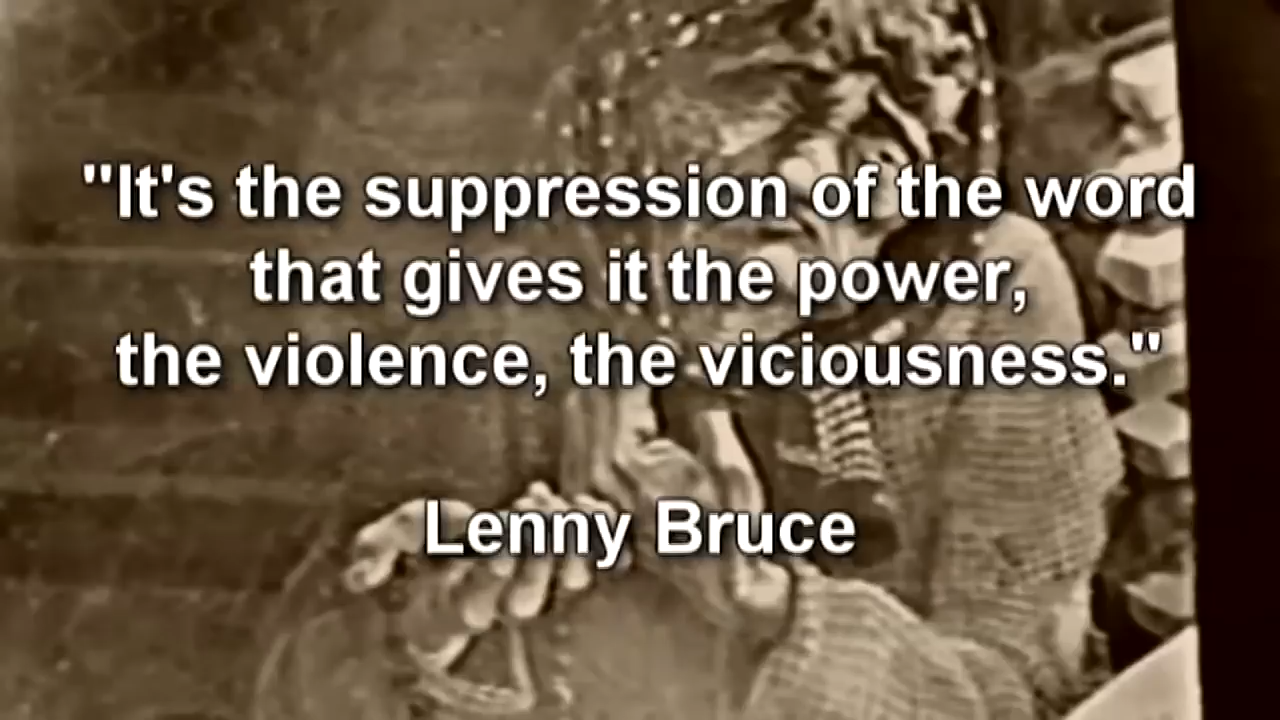 "It's the suppression of the word
that gives it the power,
the violence, the viciousness."
Lenny Bruce